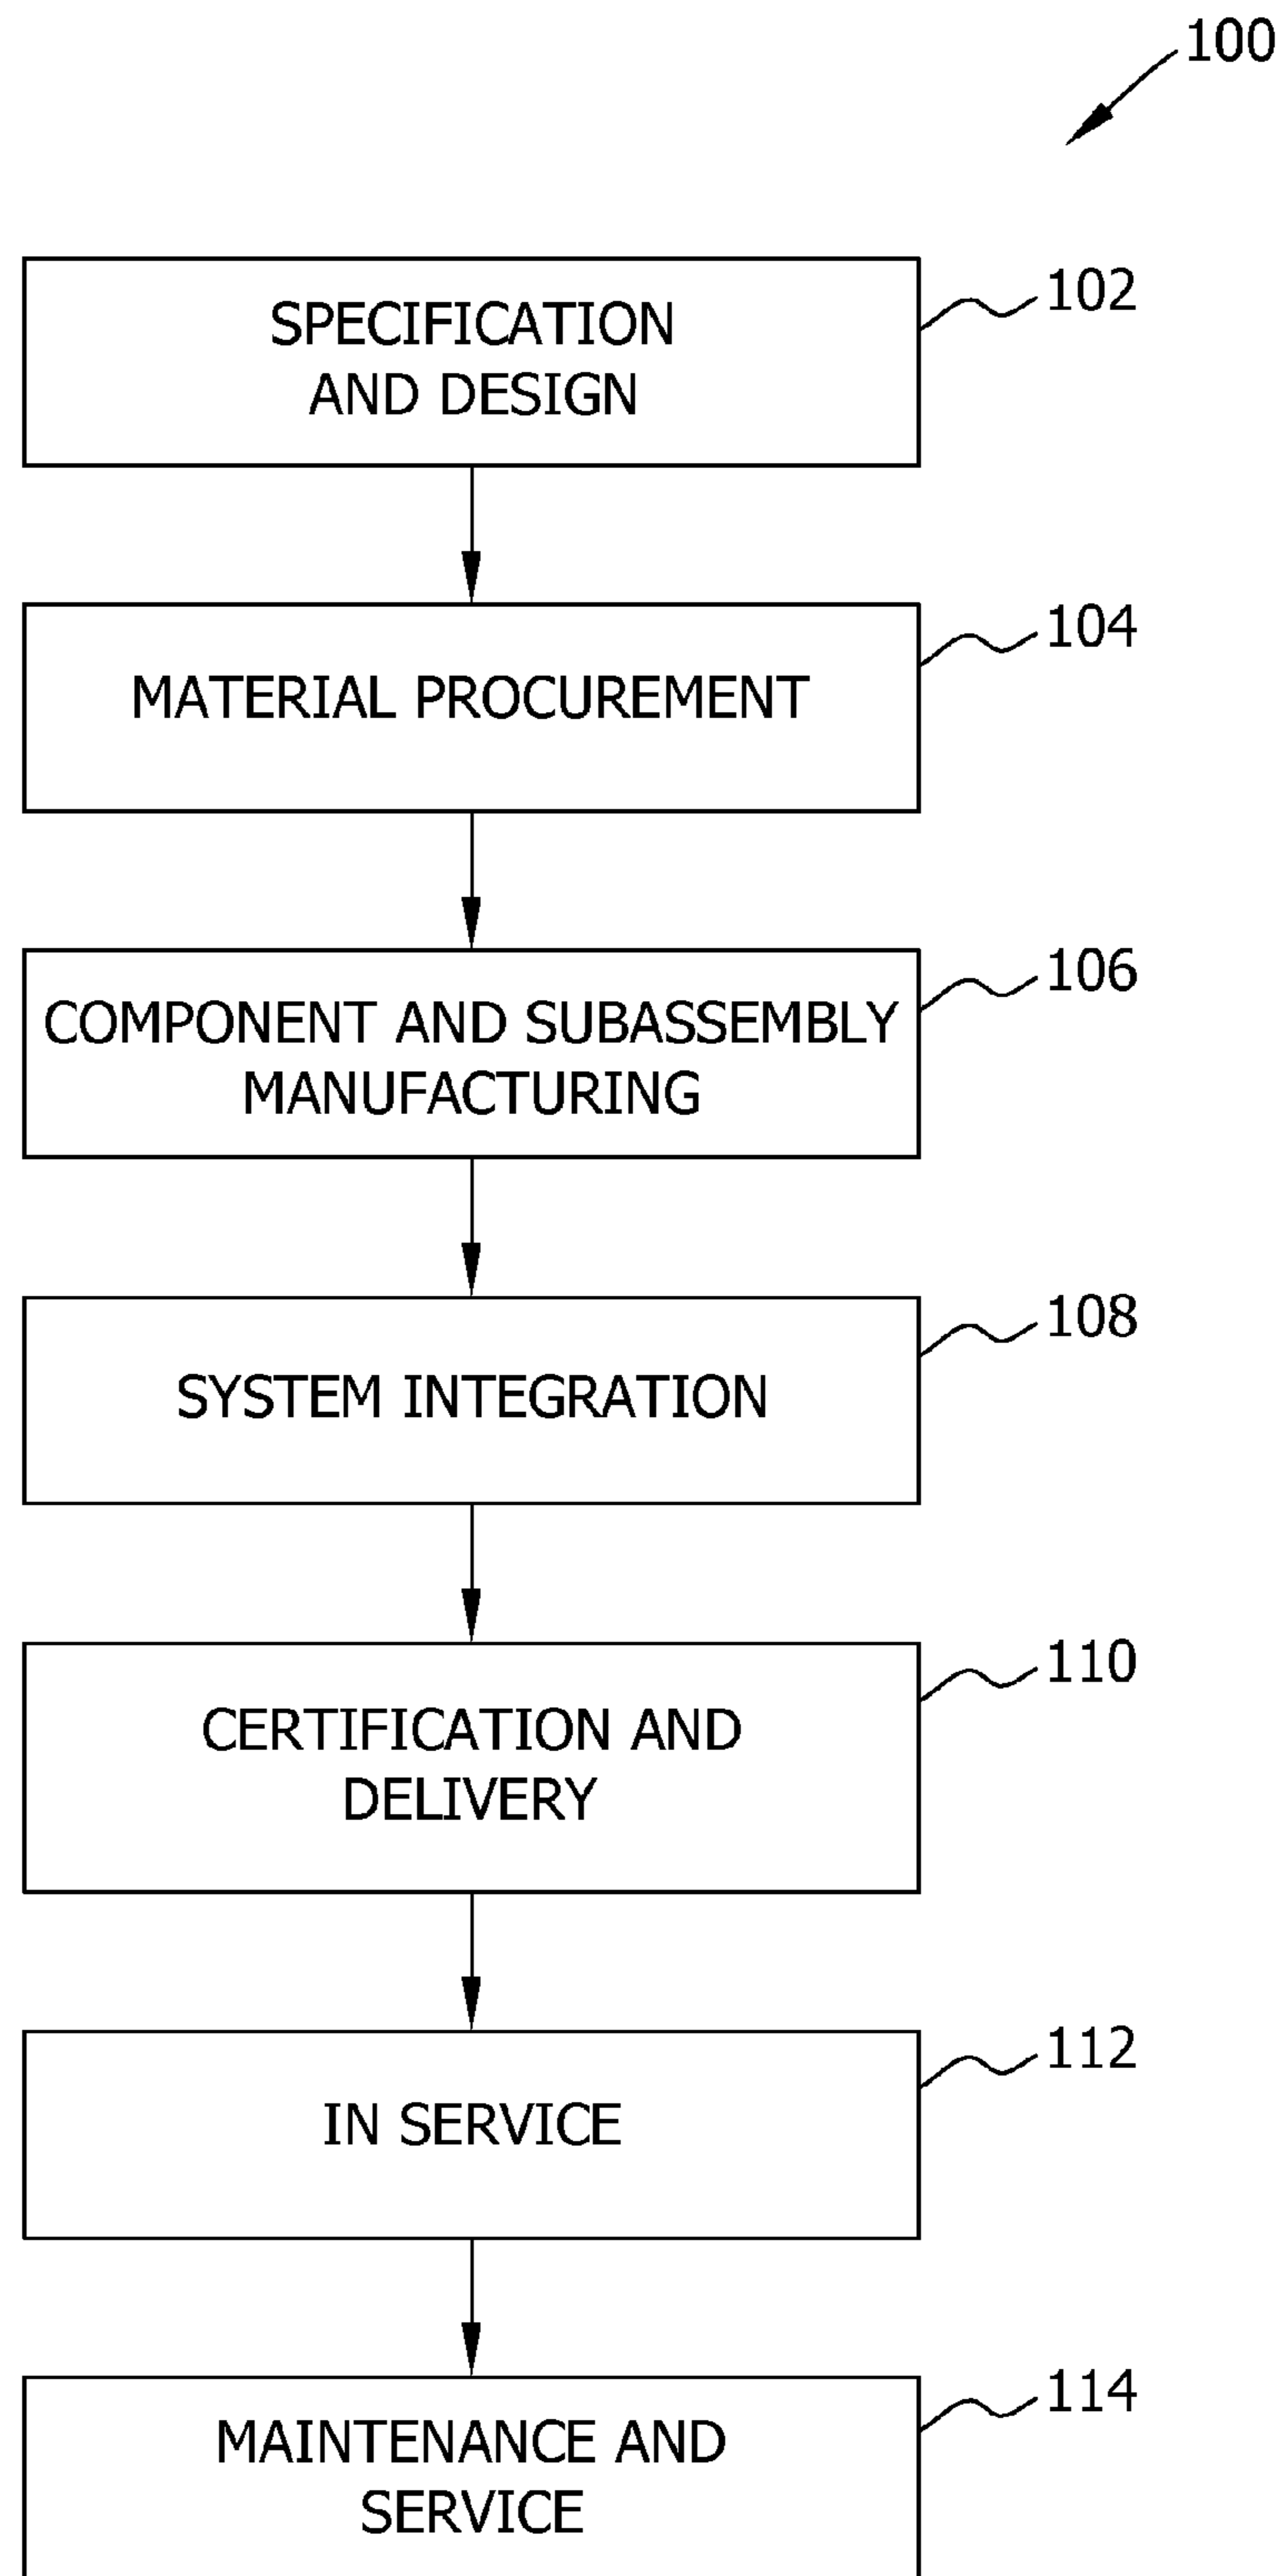 100
SPECIFICATION
AND DESIGN
102
MATERIAL PROCUREMENT
104
COMPONENT AND SUBASSEMBLY
MANUFACTURING
106
SYSTEM INTEGRATION
108
CERTIFICATION AND
DELIVERY
110
IN SERVICE
112
MAINTENANCE AND
SERVICE
114